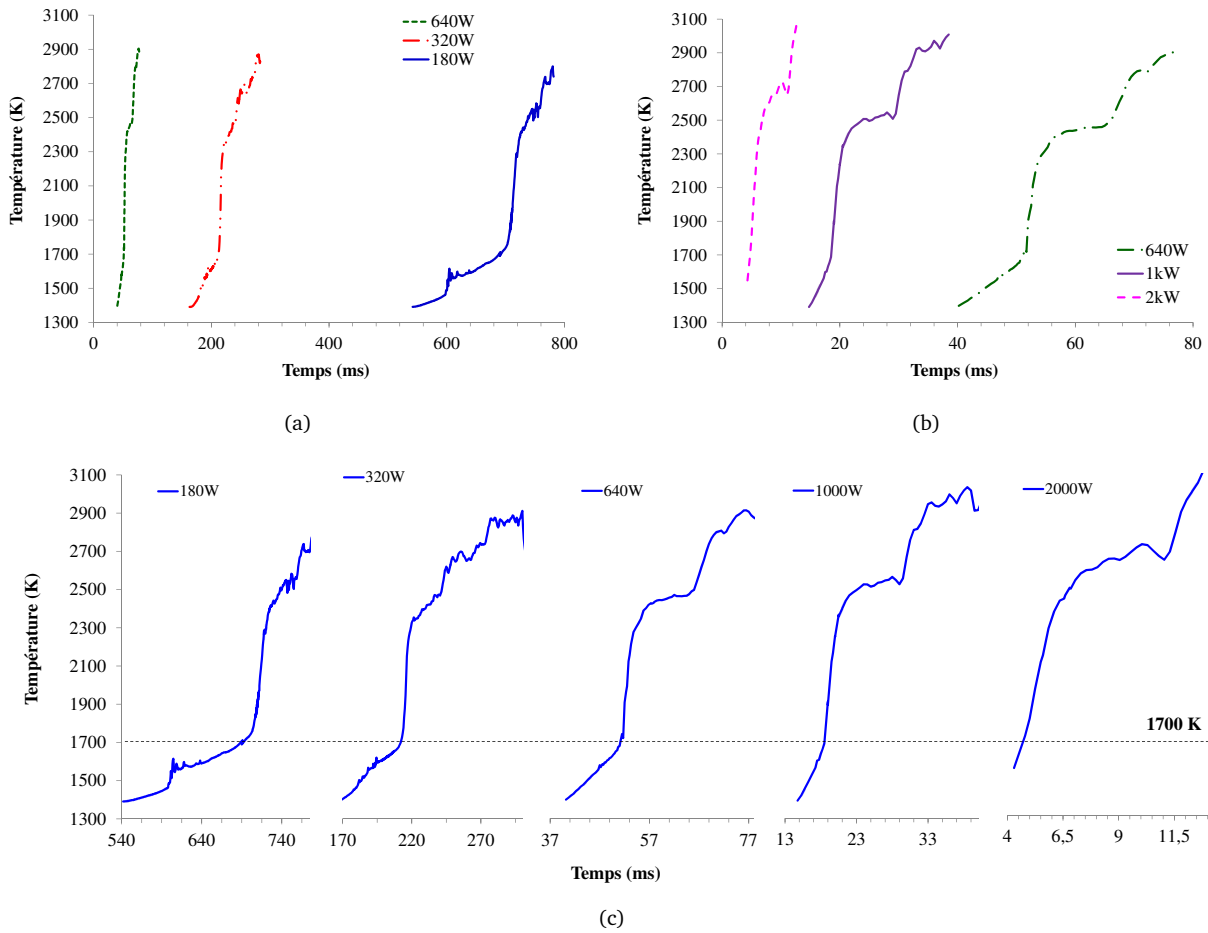 640W
320W
180W
3100
2900
2700
2500
2300
2100
1900
1700
1500
1300
Température (K)
0
200
400
600
800
Temps (ms)
(a)
3100
2900
2700
2500
2300
2100
1900
1700
1500
1300
Température (K)
640W
1kW
2kW
0
20
40
60
80
Temps (ms)
(b)
3100
2900
2700
2500
2300
2100
1900
1700
1500
1300
Température (K)
180W
320W
640W
1000W
2000W
1700 K
540
640
740
170
220
270
37
57
77
13
23
33
4
6,5
9
11,5
Temps (ms)
(c)